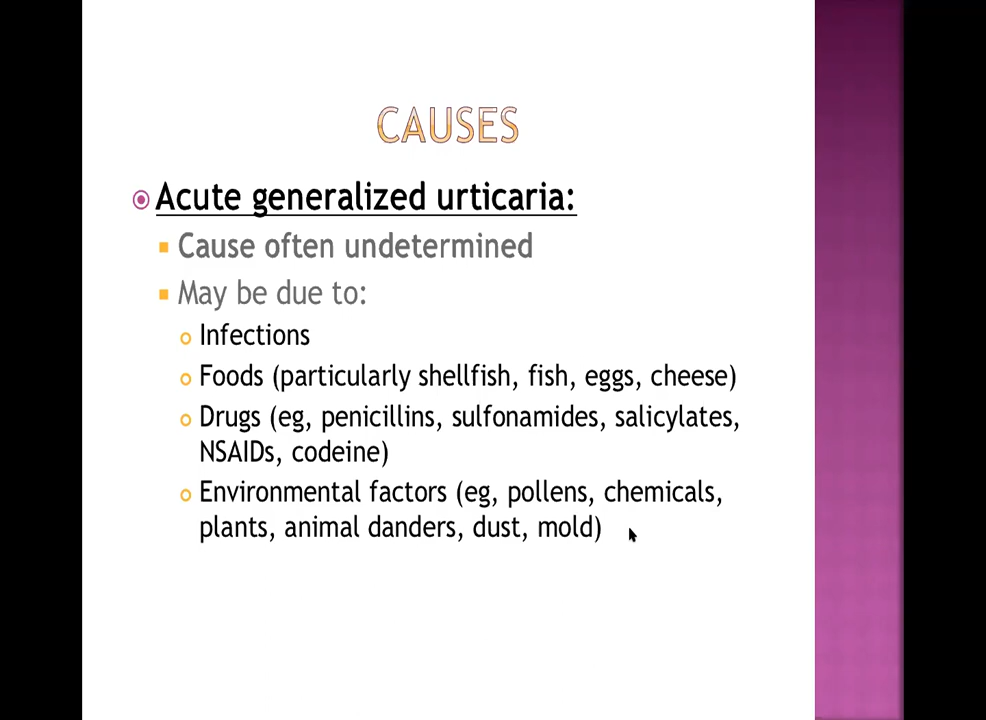 CAUSES
Acute generalized urticaria:
Cause often undetermined
May be due to:
Infections
Foods (particularly shellfish, fish, eggs, cheese)
Drugs (eg, penicillins, sulfonamides, salicylates,
NSAIDs, codeine)
Environmental factors (eg, pollens, chemicals,
plants, animal danders, dust, mold)